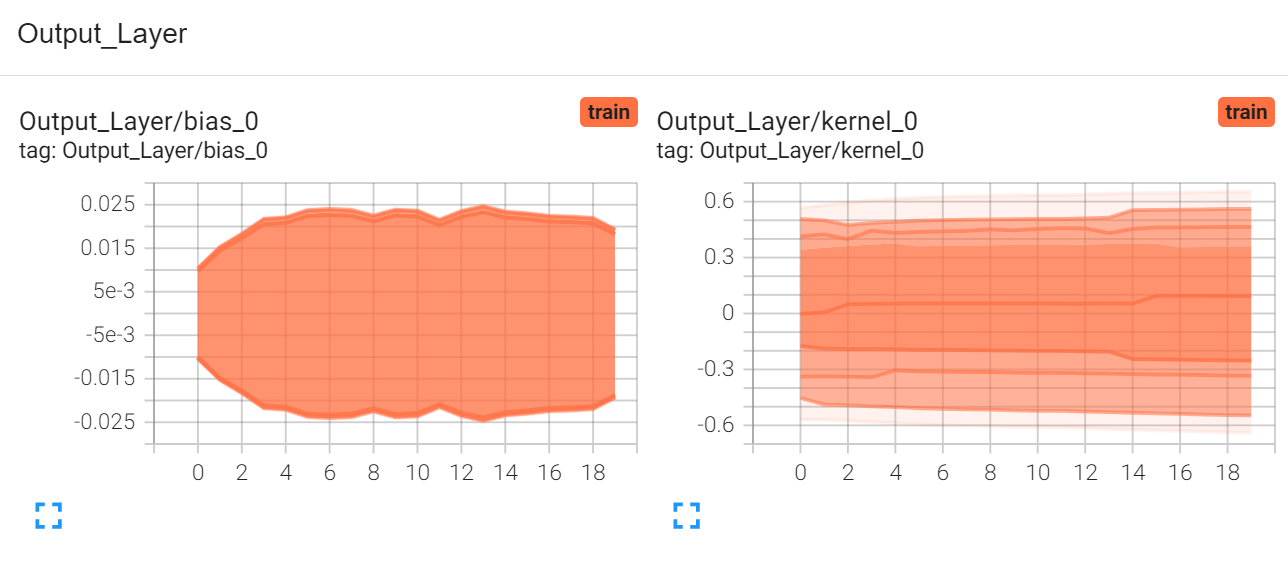 Output_Layer
Output_Layer/bias_0
train
tag: Output_Layer/bias_0
0.025
0.015
5e-3
-5e-3
-0.015
-0.025
0 2 4 6 8 10 12 14 16 18
Output_Layer/kernel_0
train
tag: Output_Layer/kernel_0
0.6
0.3
0
-0.3
-0.6
0 2 4 6 8 10 12 14 16 18